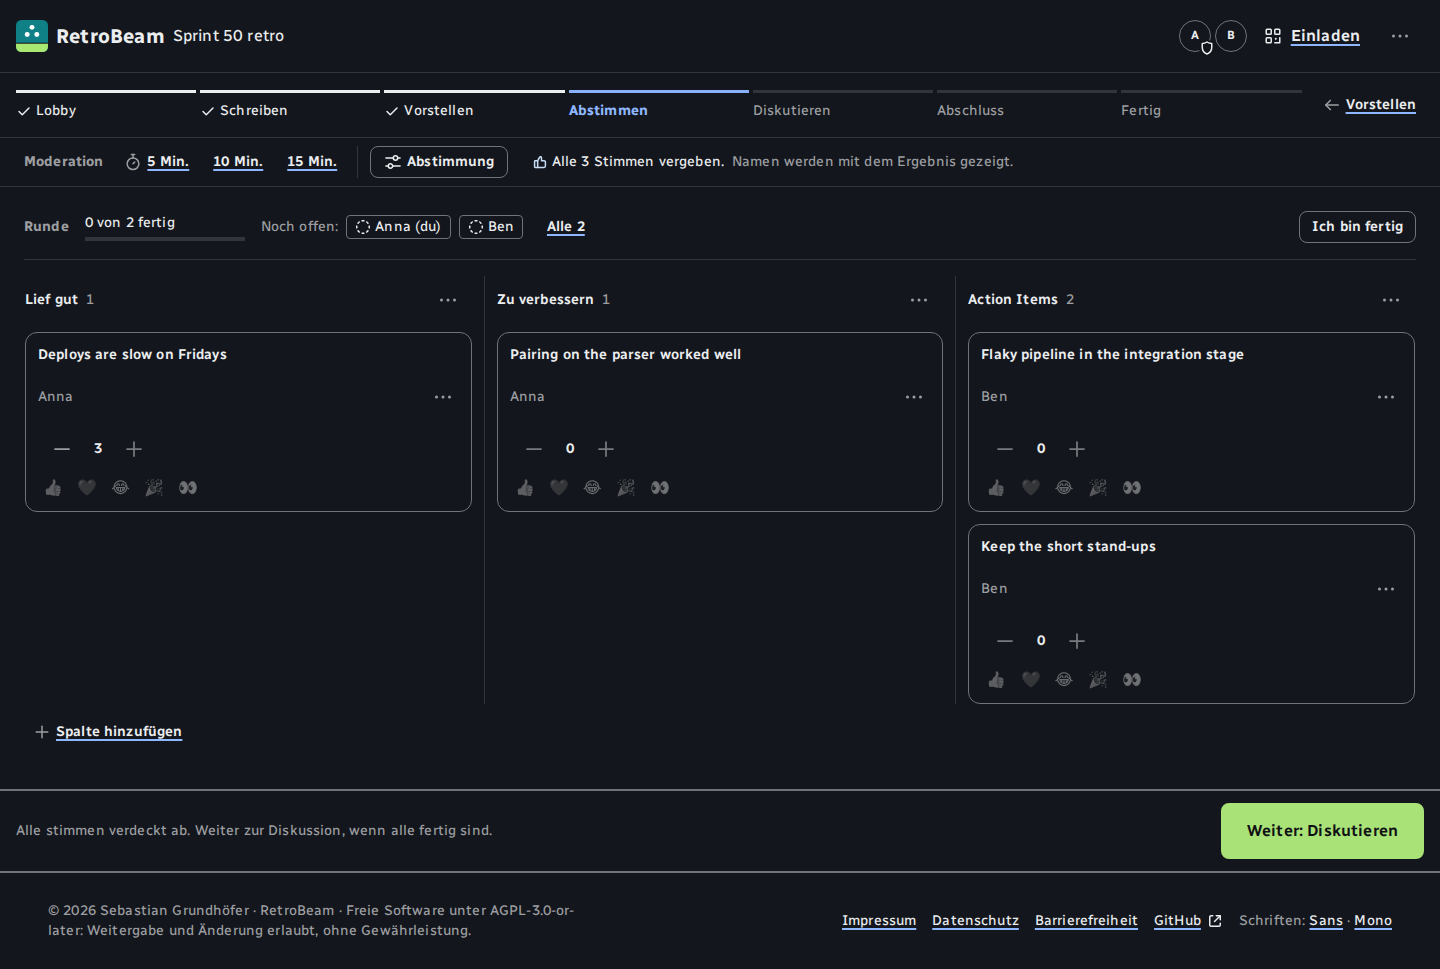 RetroBeam Sprint 50 retro A B Einladen
Lobby Schreiben Vorstellen Abstimmen Diskutieren Abschluss Fertig Vorstellen
Moderation 5 Min. 10 Min. 15 Min. Abstimmung Alle 3 Stimmen vergeben. Namen werden mit dem Ergebnis gezeigt.
Runde 0 von 2 fertig Noch offen: Anna (du) Ben Alle 2 Ich bin fertig
Lief gut 1
Deploys are slow on Fridays
Anna
3
Zu verbessern 1
Pairing on the parser worked well
Anna
0
Action Items 2
Flaky pipeline in the integration stage
Ben
0
Keep the short stand-ups
Ben
0
Spalte hinzufügen
Alle stimmen verdeckt ab. Weiter zur Diskussion, wenn alle fertig sind. Weiter: Diskutieren
© 2026 Sebastian Grundhöfer · RetroBeam · Freie Software unter AGPL-3.0-or-
later: Weitergabe und Änderung erlaubt, ohne Gewährleistung.
Impressum Datenschutz Barrierefreiheit GitHub Schriften: Sans · Mono